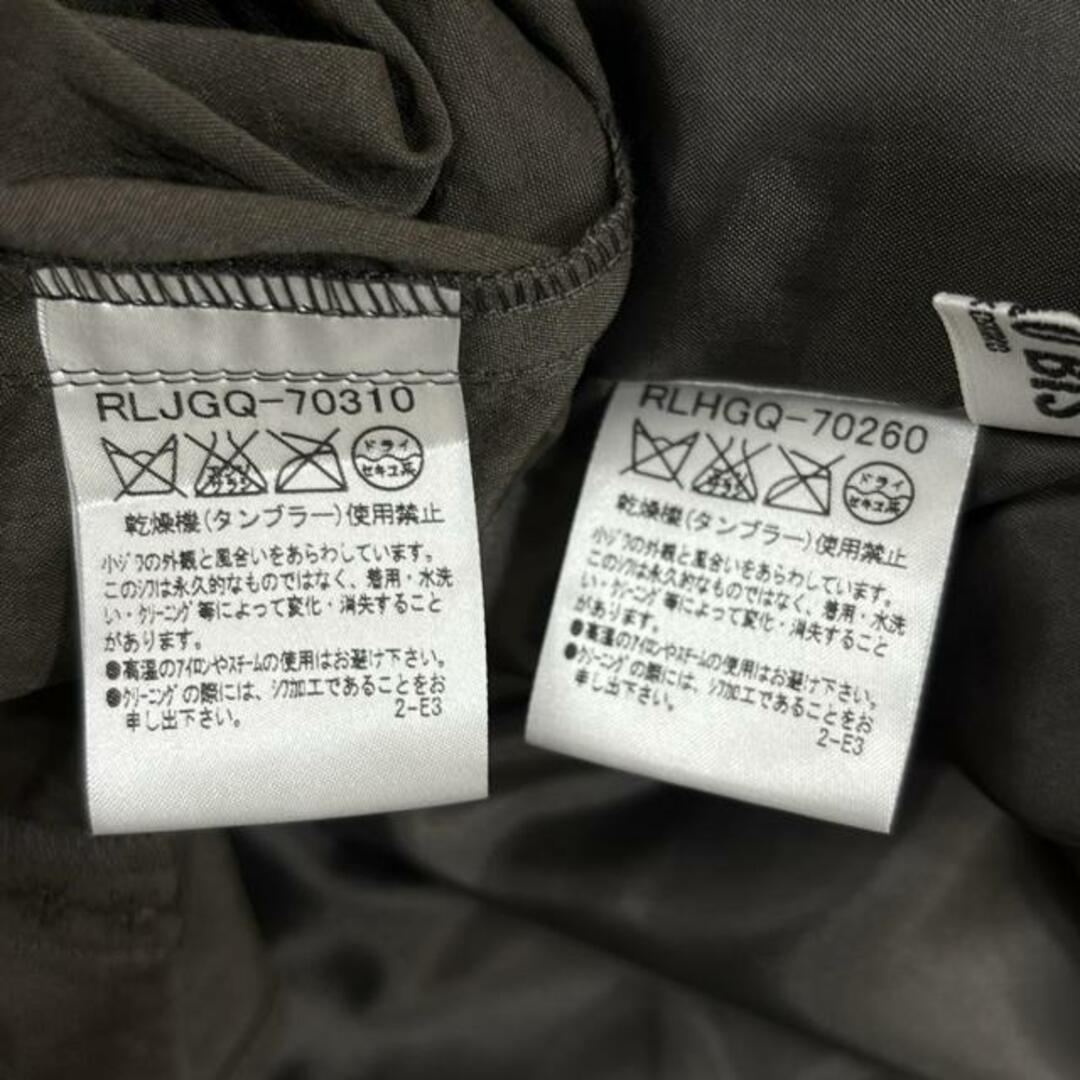 RLJGQ-70310
エンソ
サラシ
ドライ
セキユ系
乾燥機(タンブラー)使用禁止
小ジワの外観と風合いをあらわしています。
このシワは永久的なものではなく、着用・水洗
い・クリーニング等によって変化・消失すること
があります。
●高温のアイロンやスチームの使用はお避け下さい。
●クリーニングの際には、シワ加工であることをお
申し出下さい。
2-E3
RLHGQ-70260
エンソ
サラシ
ドライ
セキユ系
乾燥機(タンブラー)使用禁止
小ジワの外観と風合いをあらわしています。
このシワは永久的なものではなく、着用・水洗
い・クリーニング等によって変化・消失すること
があります。
●高温のアイロンやスチームの使用はお避け下さい。
●クリーニングの際には、シワ加工であることをお
申し出下さい。
2-E3
O BIS